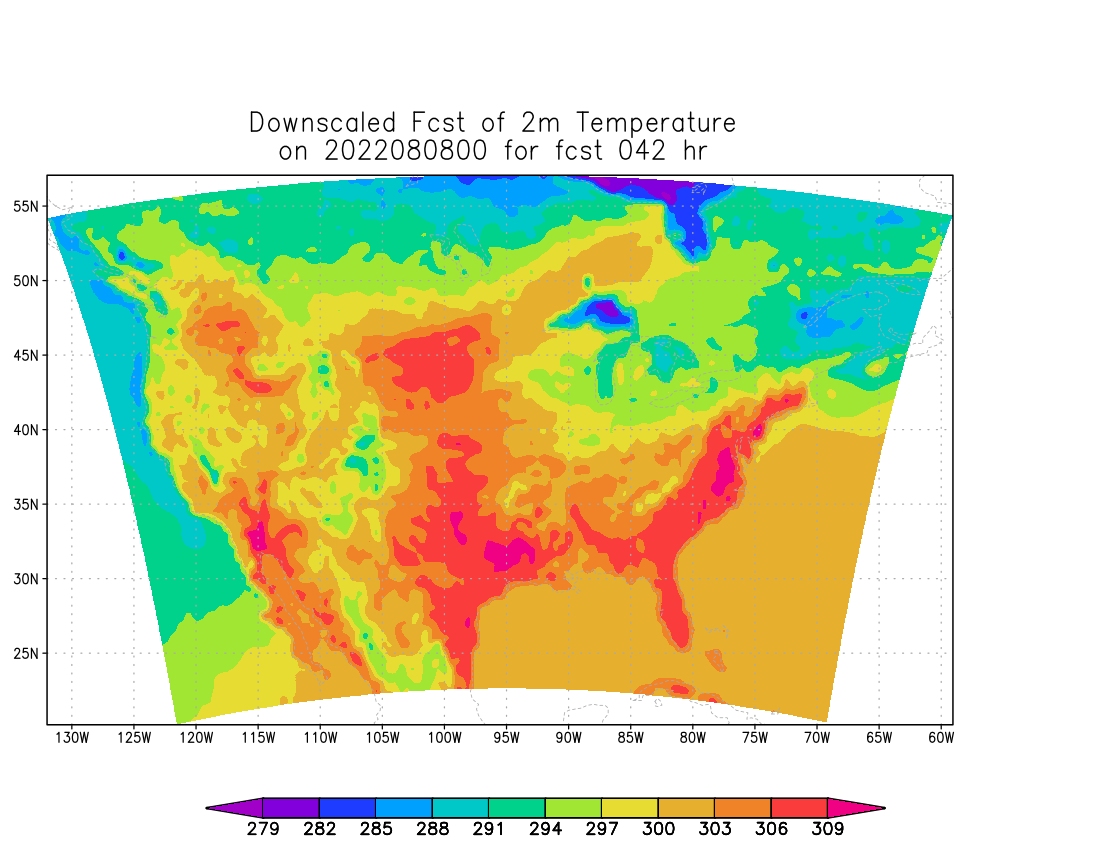 Downscaled Fcst of 2m Temperature
on 2022080800 for fcst 042 hr
55N
50N
45N
40N
35N
30N
25N
130W 125W 120W 115W 110W 105W 100W 95W 90W 85W 80W 75W 70W 65W 60W
279 282 285 288 291 294 297 300 303 306 309